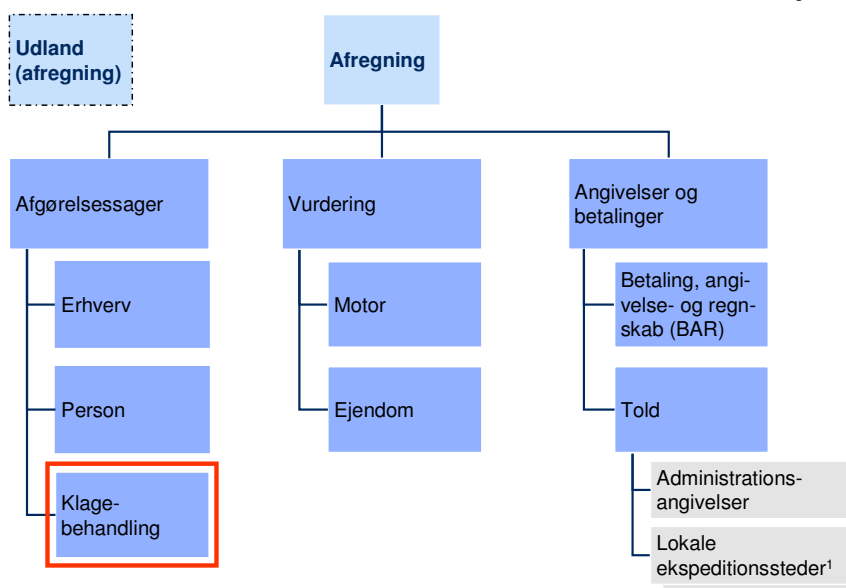 Udland
(afregning)
Afregning
Afgørelsessager
Vurdering
Angivelser og
betalinger
Erhverv
Motor
Betaling, angi-
velse- og regn-
skab (BAR)
Person
Ejendom
Told
Klage-
behandling
Administrations-
angivelser
Lokale
ekspeditionssteder¹